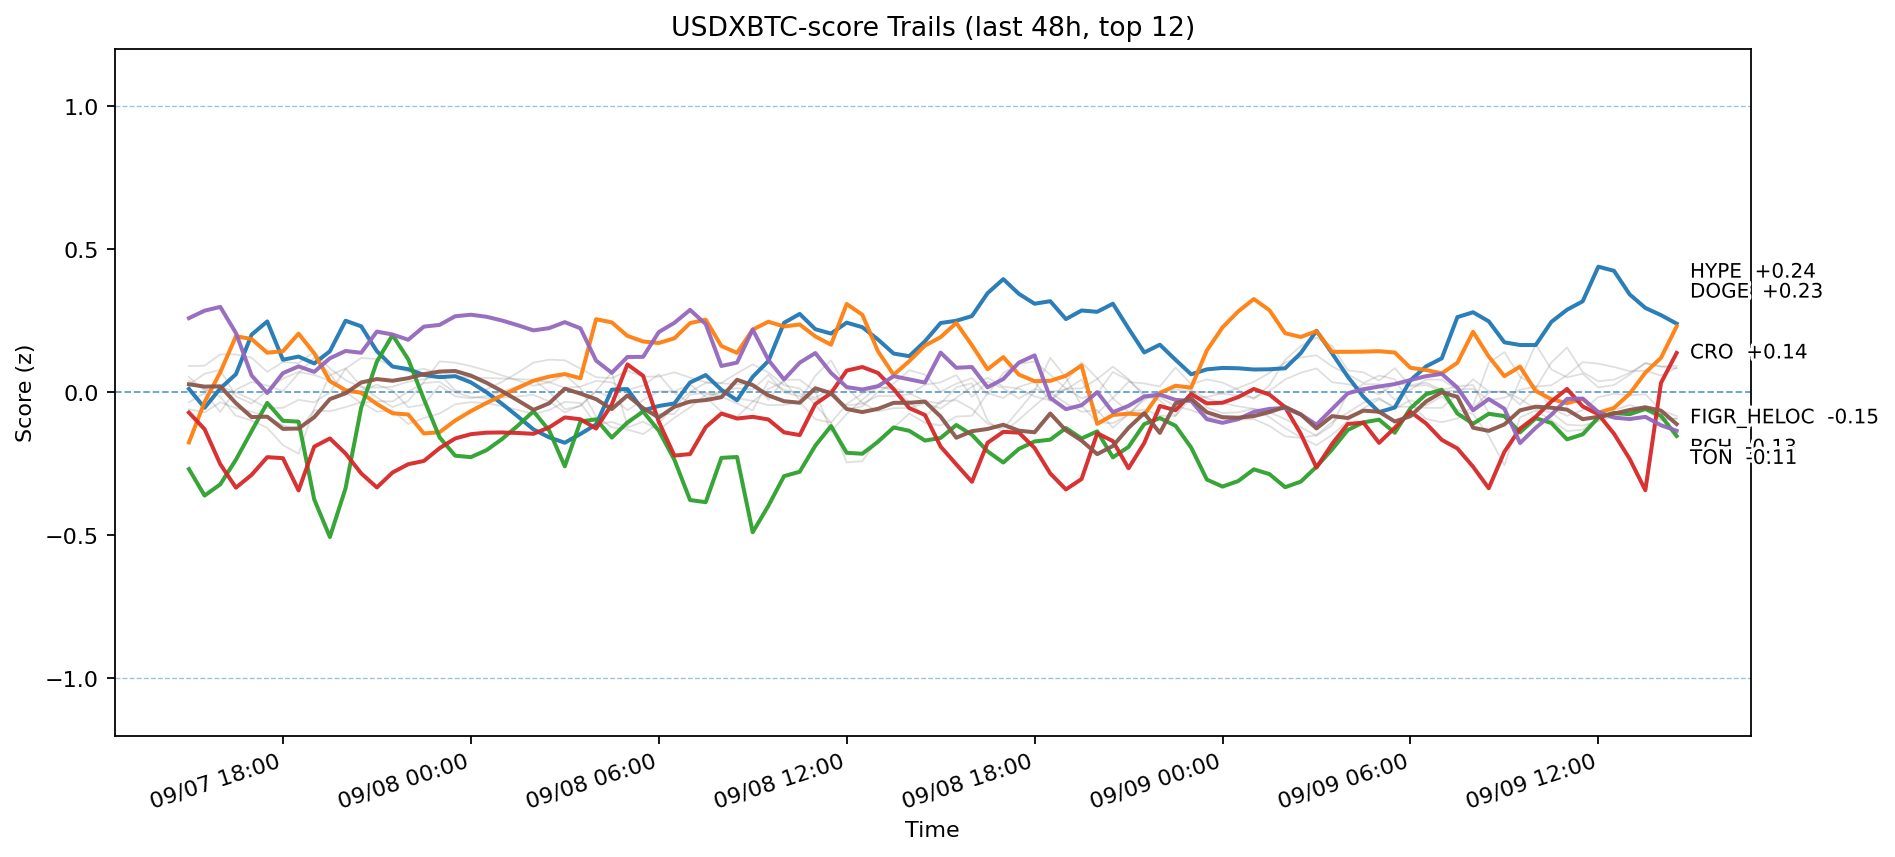 USDXBTC-score Trails (last 48h, top 12)
Score (z)
1.0
0.5
0.0
−0.5
−1.0
HYPE +0.24
DOGE +0.23
CRO +0.14
FIGR_HELOC -0.15
BCH -0.13
TON -0.11
09/07 18:00
09/08 00:00
09/08 06:00
09/08 12:00
09/08 18:00
09/09 00:00
09/09 06:00
09/09 12:00
Time